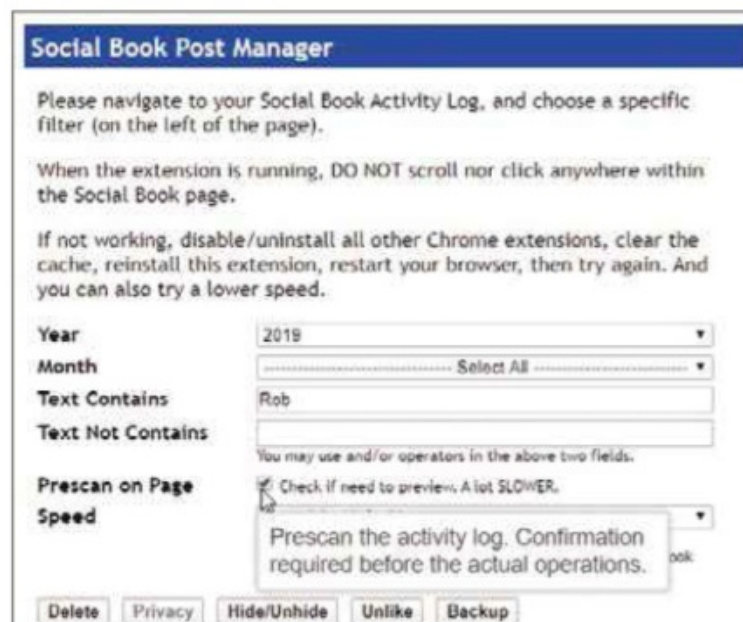 Social Book Post Manager
Please navigate to your Social Book Activity Log, and choose a specific
filter (on the left of the page).
When the extension is running, DO NOT scroll nor click anywhere within
the Social Book page.
If not working, disable/uninstall all other Chrome extensions, clear the
cache, reinstall this extension, restart your browser, then try again. And
you can also try a lower speed.
Year 2019
Month Select All
Text Contains Rob
Text Not Contains
You may use and/or operators in the above two fields.
Prescan on Page Check if need to preview. A lot SLOWER.
Speed
Prescan the activity log. Confirmation
required before the actual operations.
Delete Privacy Hide/Unhide Unlike Backup